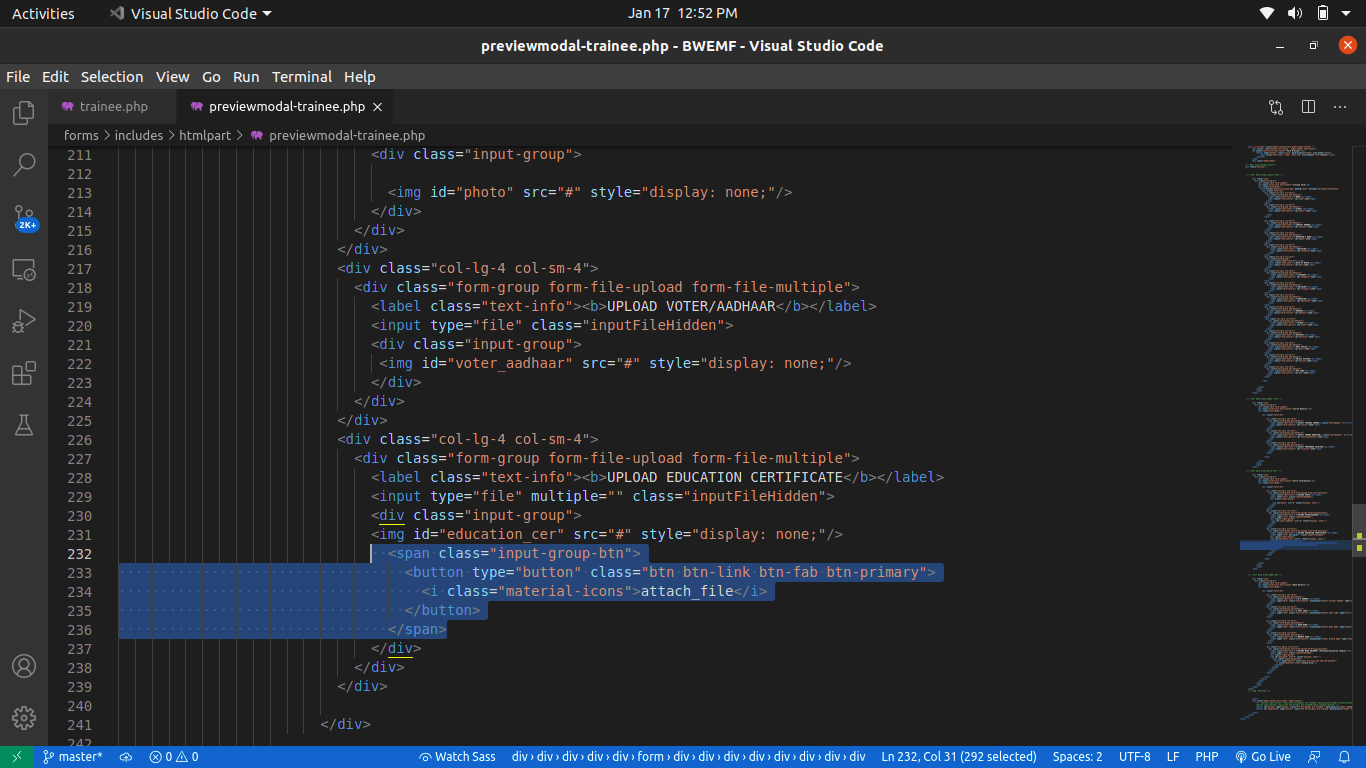 Activities Visual Studio Code Jan 17 12:52 PM
previewmodal-trainee.php - BWEMF - Visual Studio Code
File Edit Selection View Go Run Terminal Help
trainee.php previewmodal-trainee.php
forms > includes > htmlpart > previewmodal-trainee.php
211 <div class="input-group">
212
213 <img id="photo" src="#" style="display: none;"/>
214 </div>
215 </div>
216 </div>
217 <div class="col-lg-4 col-sm-4">
218 <div class="form-group form-file-upload form-file-multiple">
219 <label class="text-info"><b>UPLOAD VOTER/AADHAAR</b></label>
220 <input type="file" class="inputFileHidden">
221 <div class="input-group">
222 <img id="voter_aadhaar" src="#" style="display: none;"/>
223 </div>
224 </div>
225 </div>
226 <div class="col-lg-4 col-sm-4">
227 <div class="form-group form-file-upload form-file-multiple">
228 <label class="text-info"><b>UPLOAD EDUCATION CERTIFICATE</b></label>
229 <input type="file" multiple="" class="inputFileHidden">
230 <div class="input-group">
231 <img id="education_cer" src="#" style="display: none;"/>
232 <span class="input-group-btn">
233 <button type="button" class="btn btn-link btn-fab btn-primary">
234 <i class="material-icons">attach_file</i>
235 </button>
236 </span>
237 </div>
238 </div>
239 </div>
240
241 </div>
242
2K+
master* 0 0 Watch Sass div › div › div › div › div › form › div › div › div › div › div › div › div › div Ln 232, Col 31 (292 selected) Spaces: 2 UTF-8 LF PHP Go Live